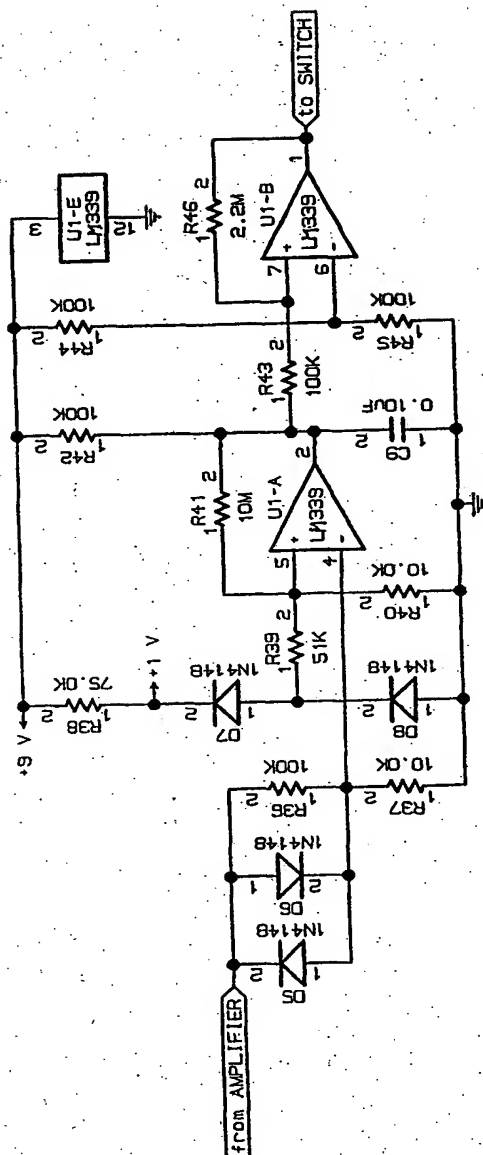 to SWITCH
U1-E
LM339
3
12
R46
2.2M
1
2
U1-B
LM339
7
+
6
-
1
R44
100K
1
2
R45
100K
1
2
R43
100K
1
2
R42
100K
1
2
C9
0.10uF
1
2
R41
10M
1
2
U1-A
LM339
5
+
4
-
2
R39
51K
1
2
R40
10.0K
1
2
+9 V
R38
75.0K
1
2
+1 V
D7
1N4148
1
2
D8
1N4148
1
2
R36
100K
1
2
R37
10.0K
1
2
D6
1N4148
1
2
D5
1N4148
1
2
from AMPLIFIER